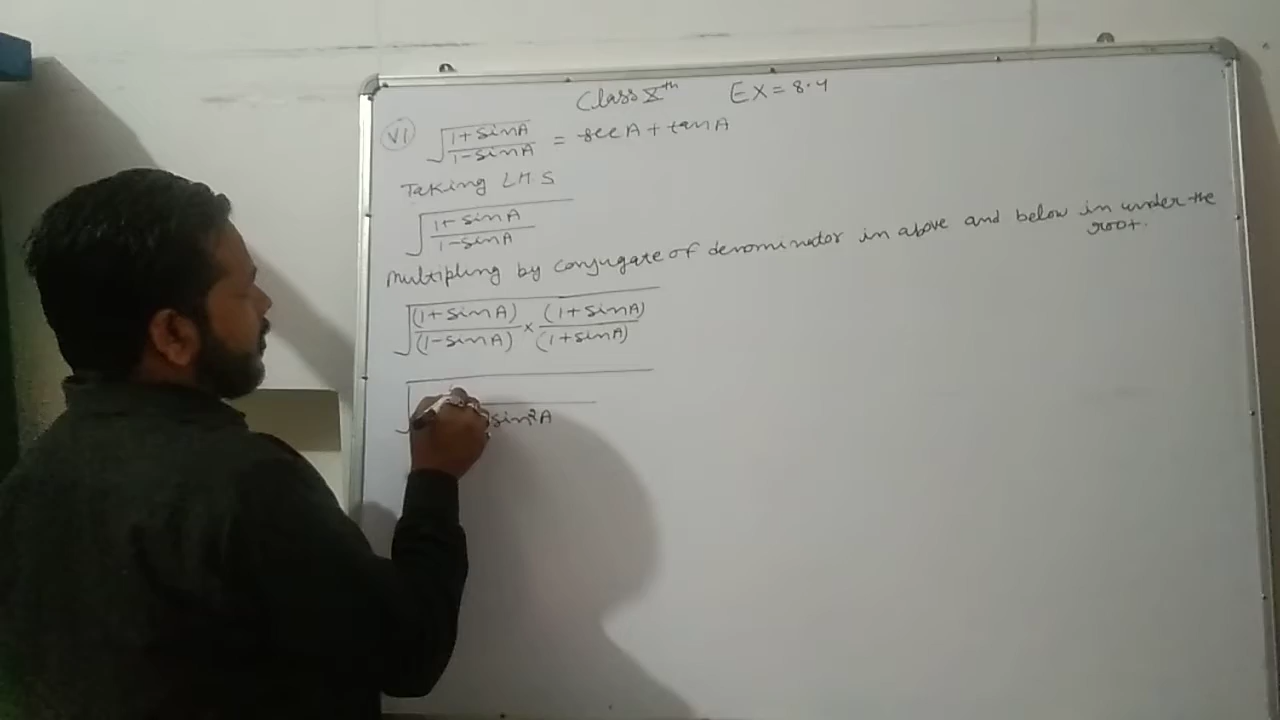 Class Xth EX = 8.4
VI √(1+sinA)/(1-sinA) = secA + tanA
Taking L.H.S
√(1+sinA)/(1-sinA)
Multipling by conjugate of denominator in above and below in under the
root.
√(1+sinA)/(1-sinA) × (1+sinA)/(1+sinA)
sin²A